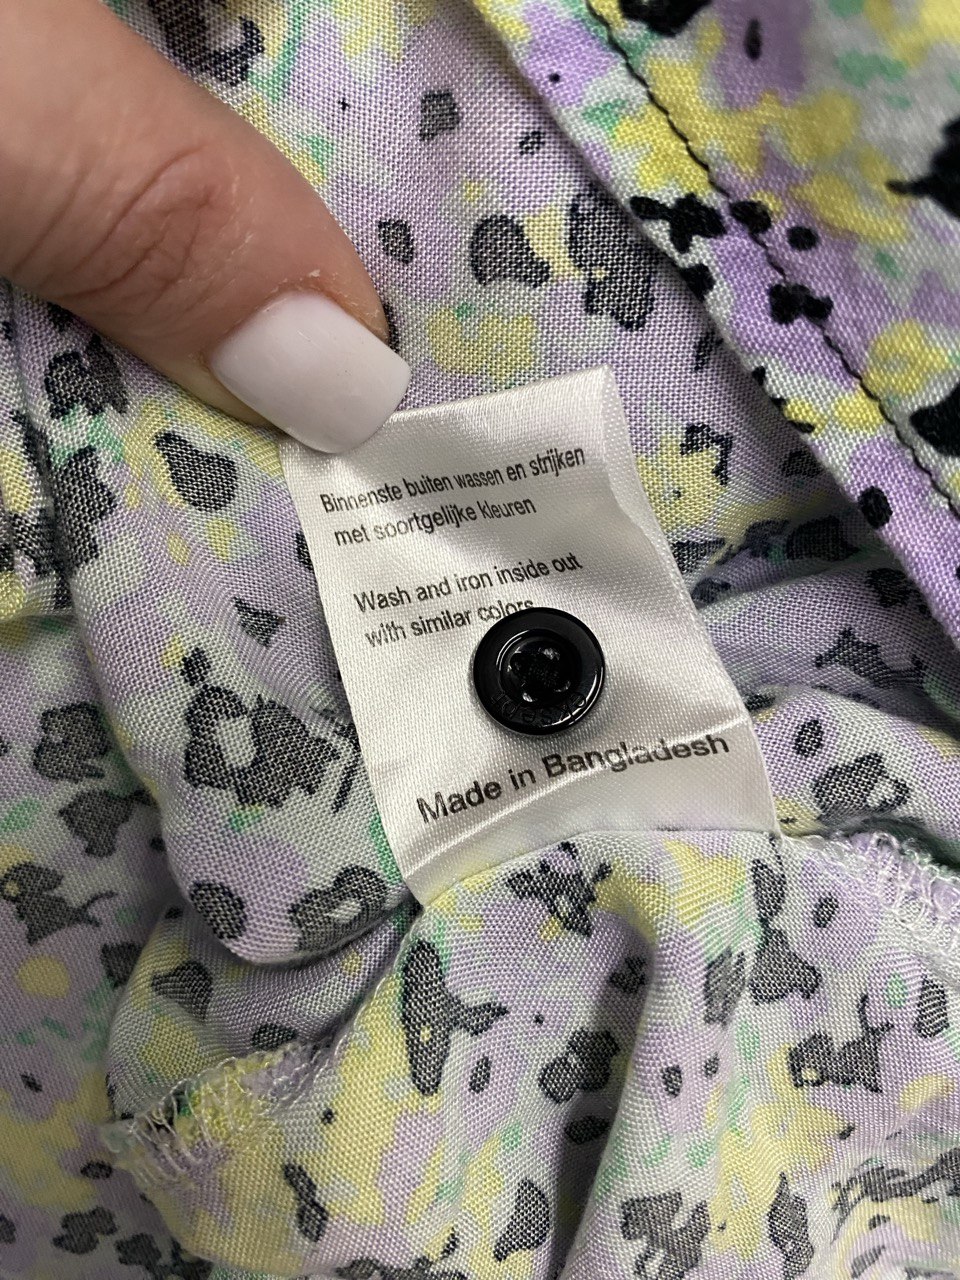 Binnenste buiten wassen en strijken
met soortgelijke kleuren
Wash and iron inside out
with similar colors
Made in Bangladesh